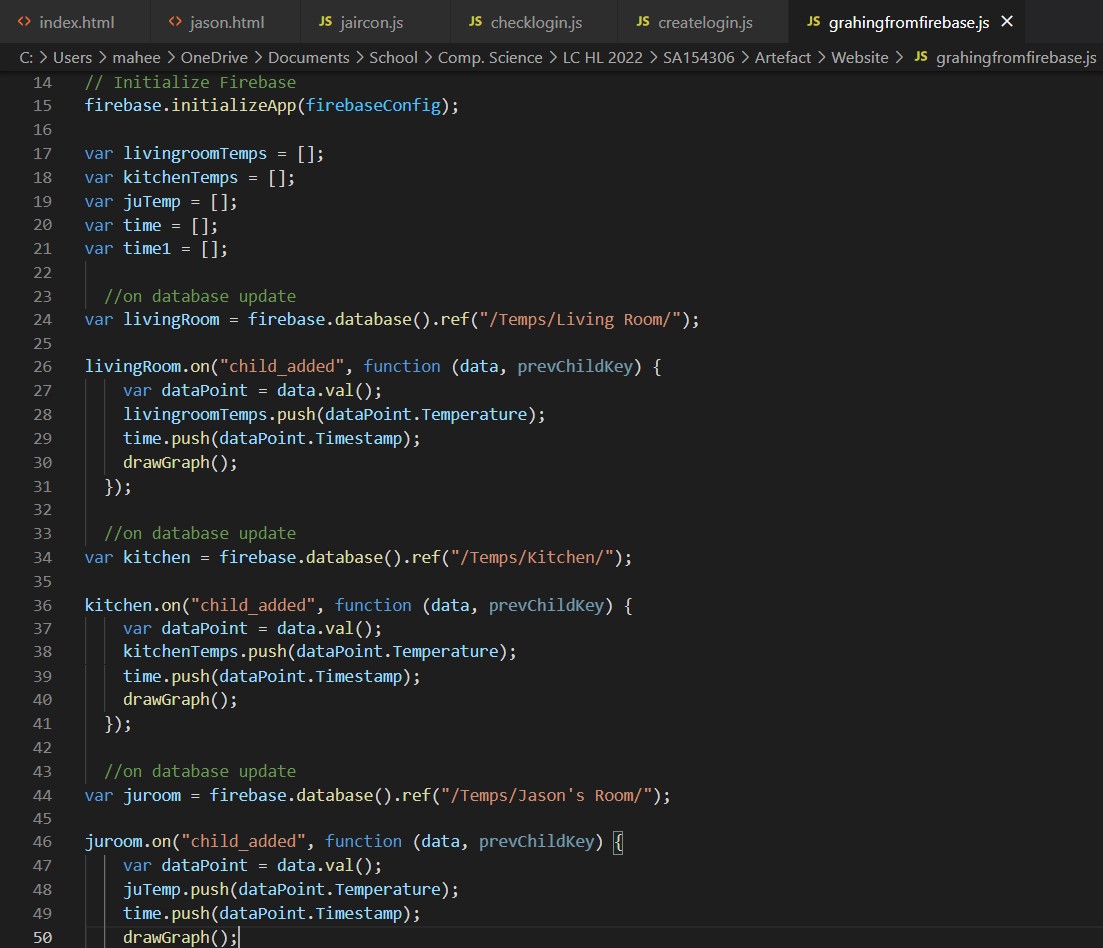 <> index.html <> jason.html JS jaircon.js JS checklogin.js JS createlogin.js JS grahingfromfirebase.js ×
C: > Users > mahee > OneDrive > Documents > School > Comp. Science > LC HL 2022 > SA154306 > Artefact > Website > JS grahingfromfirebase.js
14 // Initialize Firebase
15 firebase.initializeApp(firebaseConfig);
16
17 var livingroomTemps = [];
18 var kitchenTemps = [];
19 var juTemp = [];
20 var time = [];
21 var time1 = [];
22
23 //on database update
24 var livingRoom = firebase.database().ref("/Temps/Living Room/");
25
26 livingRoom.on("child_added", function (data, prevChildKey) {
27 var dataPoint = data.val();
28 livingroomTemps.push(dataPoint.Temperature);
29 time.push(dataPoint.Timestamp);
30 drawGraph();
31 });
32
33 //on database update
34 var kitchen = firebase.database().ref("/Temps/Kitchen/");
35
36 kitchen.on("child_added", function (data, prevChildKey) {
37 var dataPoint = data.val();
38 kitchenTemps.push(dataPoint.Temperature);
39 time.push(dataPoint.Timestamp);
40 drawGraph();
41 });
42
43 //on database update
44 var juroom = firebase.database().ref("/Temps/Jason's Room/");
45
46 juroom.on("child_added", function (data, prevChildKey) {
47 var dataPoint = data.val();
48 juTemp.push(dataPoint.Temperature);
49 time.push(dataPoint.Timestamp);
50 drawGraph();